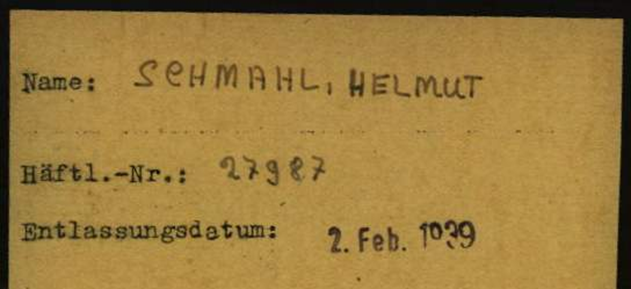 Name: SCHMAHL, HELMUT
Häftl.-Nr.: 27987
Entlassungsdatum: 2. Feb. 1939